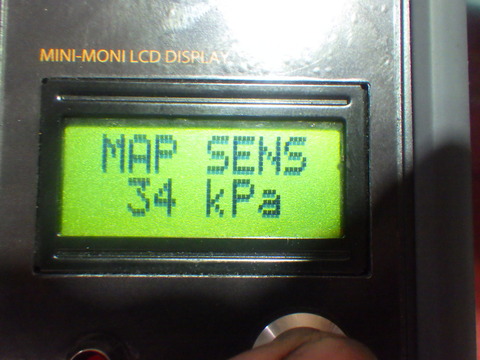 MINI-MONI LCD DISPLAY
MAP SENS
34 kPa